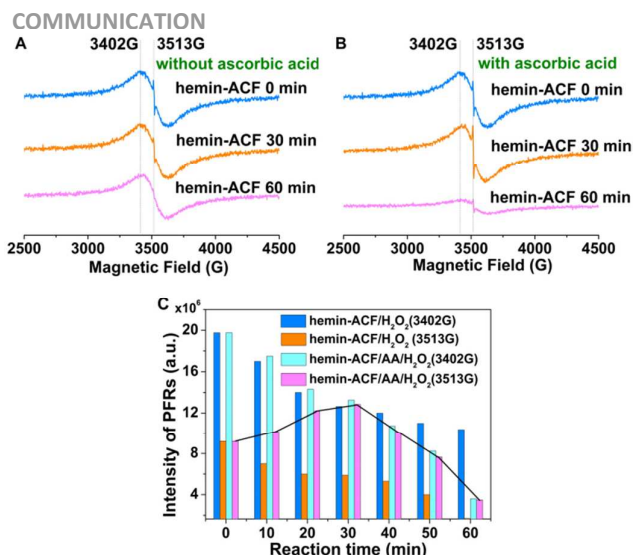 COMMUNICATION
A 3402G 3513G
without ascorbic acid
hemin-ACF 0 min
hemin-ACF 30 min
hemin-ACF 60 min
2500 3000 3500 4000 4500
Magnetic Field (G)
B 3402G 3513G
with ascorbic acid
hemin-ACF 0 min
hemin-ACF 30 min
hemin-ACF 60 min
2500 3000 3500 4000 4500
Magnetic Field (G)
C x10⁶
hemin-ACF/H₂O₂(3402G)
hemin-ACF/H₂O₂ (3513G)
hemin-ACF/AA/H₂O₂(3402G)
hemin-ACF/AA/H₂O₂(3513G)
Intensity of PFRs (a.u.)
20
16
12
8
4
0 10 20 30 40 50 60
Reaction time (min)